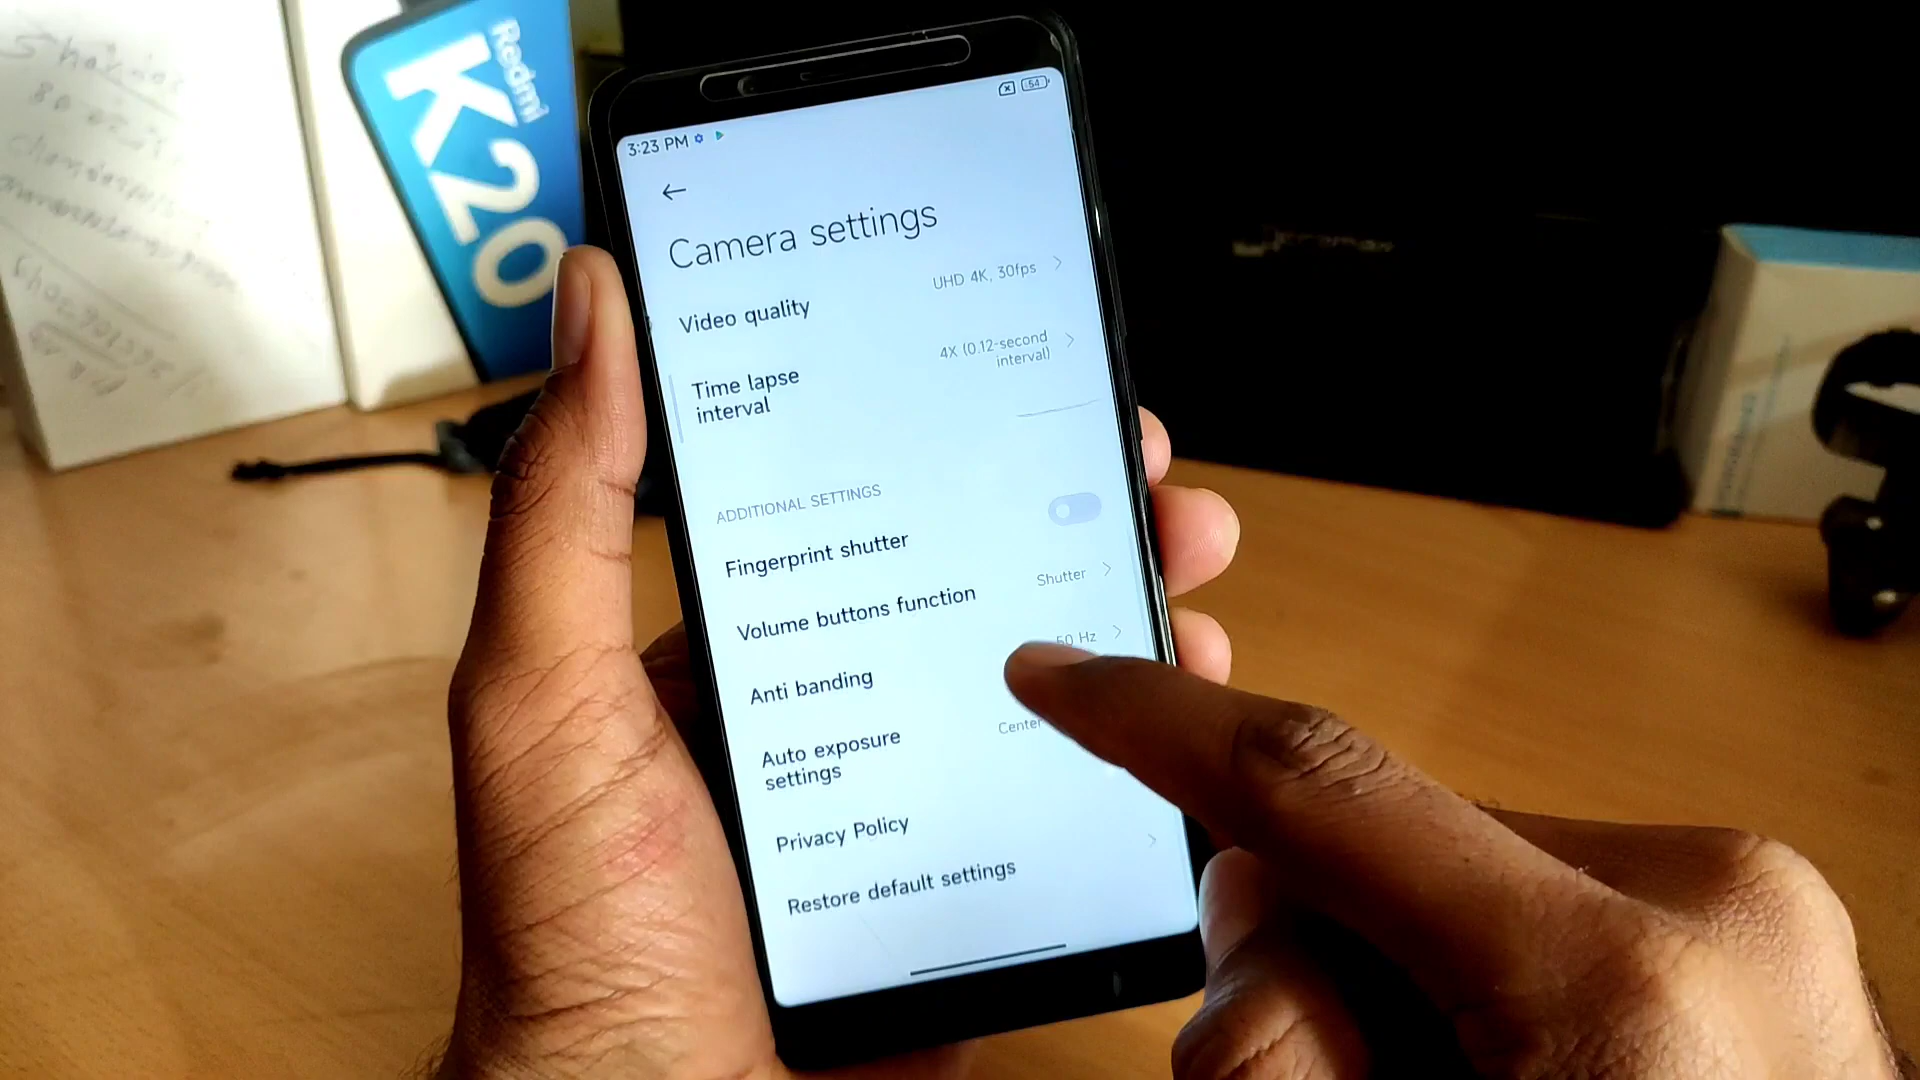 Redmi
K20
3:23 PM
54
Camera settings
Video quality
UHD 4K, 30fps
Time lapse
interval
4X (0.12-second
interval)
ADDITIONAL SETTINGS
Fingerprint shutter
Volume buttons function
Shutter
Anti banding
50 Hz
Auto exposure
settings
Center
Privacy Policy
Restore default settings